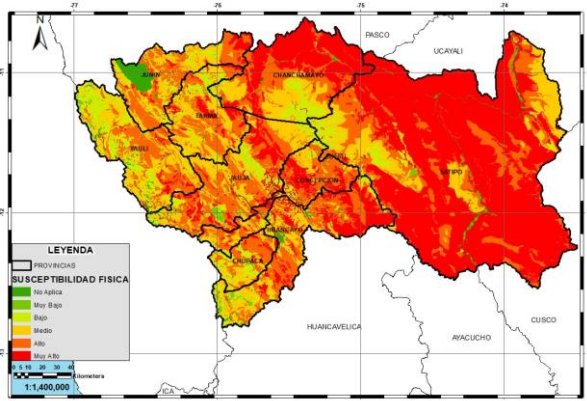 N
-77
-76
-75
-74
PASCO
UCAYALI
JUNIN
CHANCHAMAYO
TARMA
YAULI
JAUJA
CONCEPCION
SATIPO
HUANCAYO
CHUPACA
HUANCAVELICA
AYACUCHO
CUSCO
ICA
LEYENDA
PROVINCIAS
SUSCEPTIBILIDAD FISICA
No Aplica
Muy Bajo
Bajo
Medio
Alto
Muy Alto
0 5 10 20 30 40
Kilometers
1:1,400,000